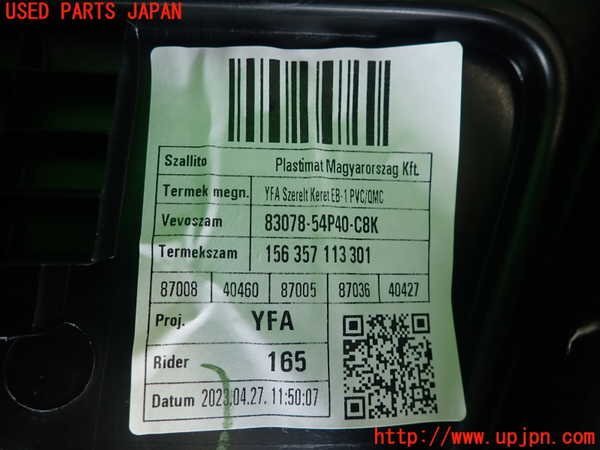 USED PARTS JAPAN
Szallito Plastimat Magyarorszag Kft.
Termek megn. YFA Szerelt Keret EB-1 PVC/QMC
Vevoszam 83078-54P40-C8K
Termekszam 156 357 113 301
87008 40460 87005 87036 40427
Proj. YFA
Rider 165
Datum 2023.04.27. 11:50:07
http://www.upjpn.com/